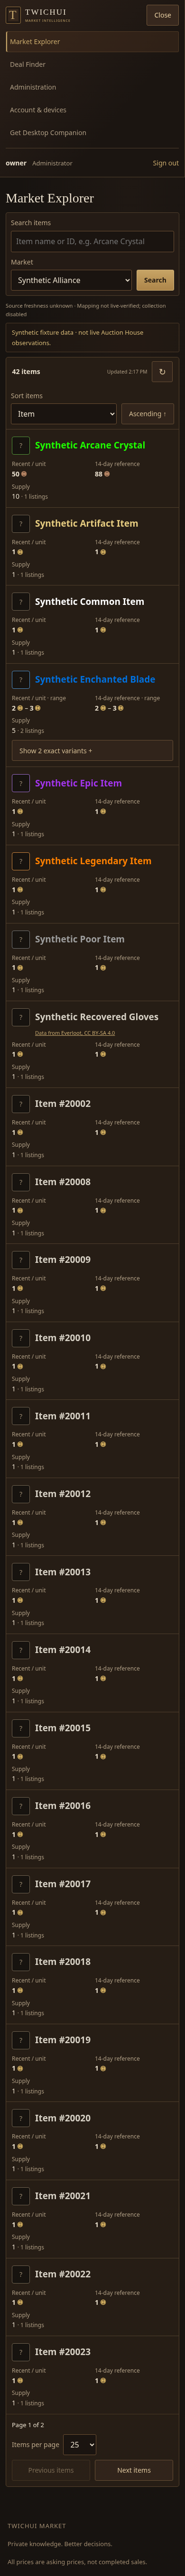 T
TWICHUI
MARKET INTELLIGENCE
Close
Market Explorer
Deal Finder
Administration
Account & devices
Get Desktop Companion
owner Administrator
Sign out
Market Explorer
Search items
Item name or ID, e.g. Arcane Crystal
Market
Synthetic Alliance
Search
Source freshness unknown · Mapping not live-verified; collection
disabled
Synthetic fixture data · not live Auction House
observations.
42 items
Updated 2:17 PM
↻
Sort items
Item
Ascending ↑
? Synthetic Arcane Crystal
Recent / unit 14-day reference
50 88
Supply
10 · 1 listings
? Synthetic Artifact Item
Recent / unit 14-day reference
1 1
Supply
1 · 1 listings
? Synthetic Common Item
Recent / unit 14-day reference
1 1
Supply
1 · 1 listings
? Synthetic Enchanted Blade
Recent / unit · range 14-day reference · range
2 – 3 2 – 3
Supply
5 · 2 listings
Show 2 exact variants +
? Synthetic Epic Item
Recent / unit 14-day reference
1 1
Supply
1 · 1 listings
? Synthetic Legendary Item
Recent / unit 14-day reference
1 1
Supply
1 · 1 listings
? Synthetic Poor Item
Recent / unit 14-day reference
1 1
Supply
1 · 1 listings
? Synthetic Recovered Gloves
Data from Everloot, CC BY-SA 4.0
Recent / unit 14-day reference
1 1
Supply
1 · 1 listings
? Item #20002
Recent / unit 14-day reference
1 1
Supply
1 · 1 listings
? Item #20008
Recent / unit 14-day reference
1 1
Supply
1 · 1 listings
? Item #20009
Recent / unit 14-day reference
1 1
Supply
1 · 1 listings
? Item #20010
Recent / unit 14-day reference
1 1
Supply
1 · 1 listings
? Item #20011
Recent / unit 14-day reference
1 1
Supply
1 · 1 listings
? Item #20012
Recent / unit 14-day reference
1 1
Supply
1 · 1 listings
? Item #20013
Recent / unit 14-day reference
1 1
Supply
1 · 1 listings
? Item #20014
Recent / unit 14-day reference
1 1
Supply
1 · 1 listings
? Item #20015
Recent / unit 14-day reference
1 1
Supply
1 · 1 listings
? Item #20016
Recent / unit 14-day reference
1 1
Supply
1 · 1 listings
? Item #20017
Recent / unit 14-day reference
1 1
Supply
1 · 1 listings
? Item #20018
Recent / unit 14-day reference
1 1
Supply
1 · 1 listings
? Item #20019
Recent / unit 14-day reference
1 1
Supply
1 · 1 listings
? Item #20020
Recent / unit 14-day reference
1 1
Supply
1 · 1 listings
? Item #20021
Recent / unit 14-day reference
1 1
Supply
1 · 1 listings
? Item #20022
Recent / unit 14-day reference
1 1
Supply
1 · 1 listings
? Item #20023
Recent / unit 14-day reference
1 1
Supply
1 · 1 listings
Page 1 of 2
Items per page 25
Previous items Next items
TWICHUI MARKET
Private knowledge. Better decisions.
All prices are asking prices, not completed sales.